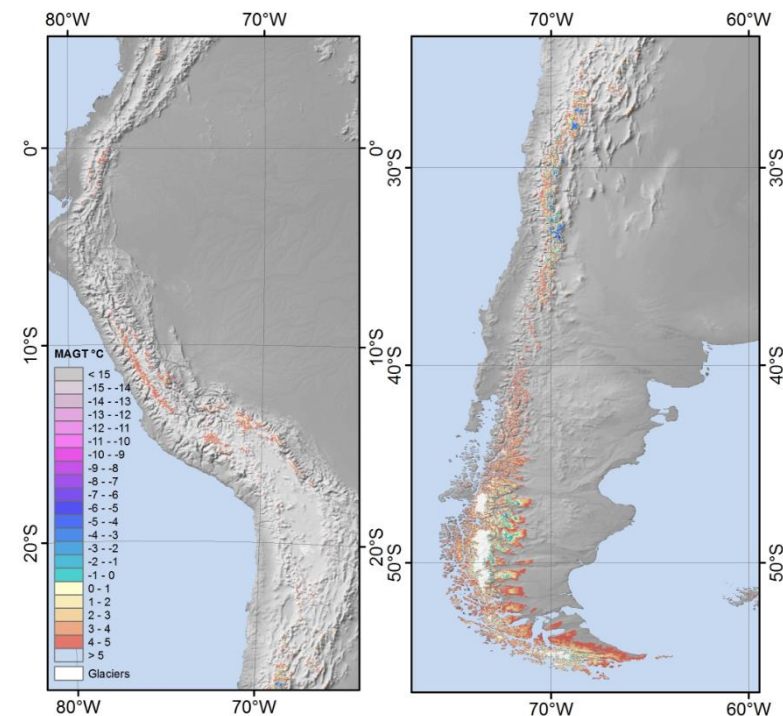 80°W 70°W
70°W 60°W
0° 0°
30°S 30°S
10°S 10°S
MAGT °C
< 15
-15 - -14
-14 - -13
-13 - -12
-12 - -11
-11 - -10
-10 - -9
-9 - -8
-8 - -7
-7 - -6
-6 - -5
-5 - -4
-4 - -3
-3 - -2
-2 - -1
-1 - 0
0 - 1
1 - 2
2 - 3
3 - 4
4 - 5
> 5
Glaciers
40°S 40°S
20°S 20°S
50°S 50°S
80°W 70°W
70°W 60°W